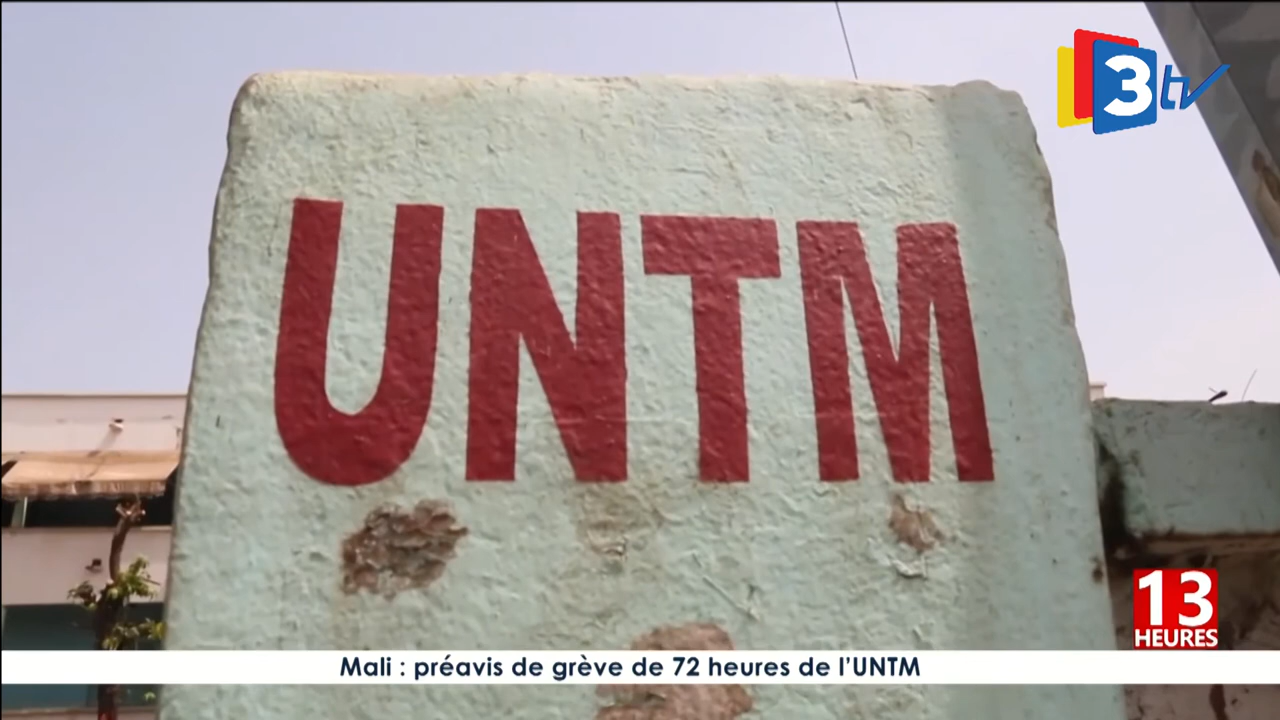 3tv
UNTM
13
HEURES
Mali : préavis de grève de 72 heures de l’UNTM